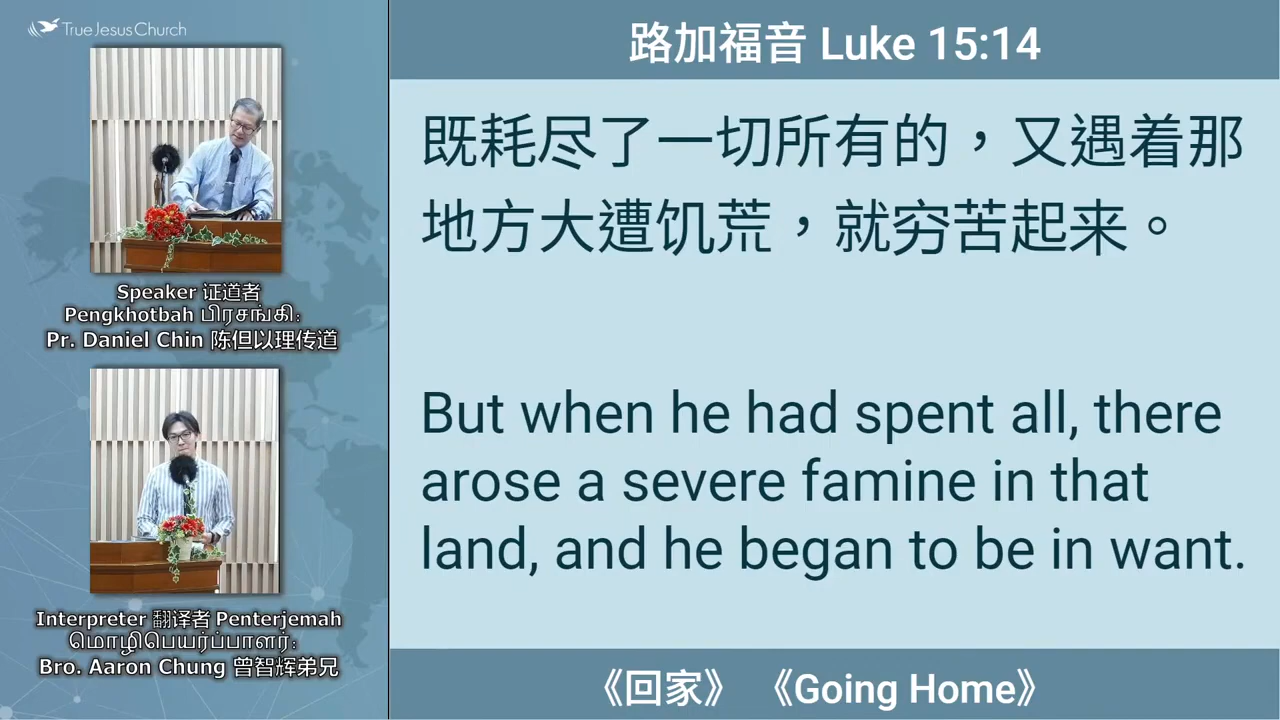 True Jesus Church
Speaker 证道者
Pengkhotbah பிரசங்கி:
Pr. Daniel Chin 陈但以理传道
Interpreter 翻译者 Penterjemah
மொழிபெயர்ப்பாளர்:
Bro. Aaron Chung 曾智辉弟兄
路加福音 Luke 15:14
既耗尽了一切所有的，又遇着那
地方大遭饥荒，就穷苦起来。
But when he had spent all, there
arose a severe famine in that
land, and he began to be in want.
《回家》 《Going Home》